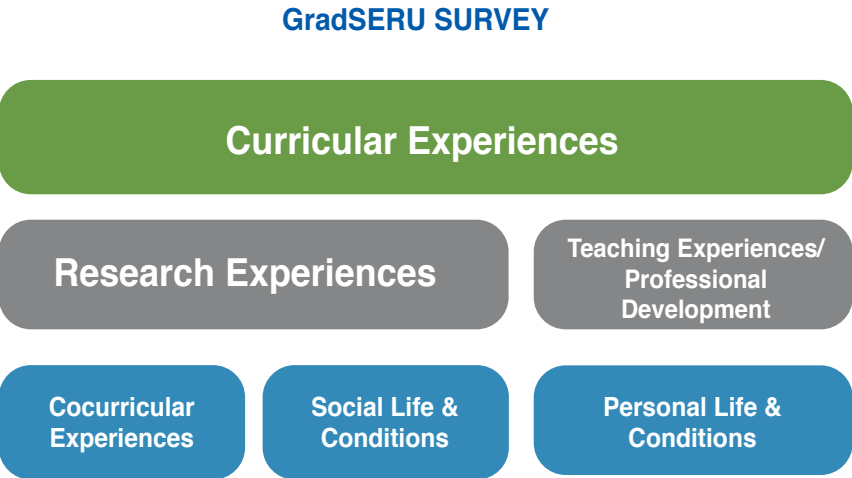 GradSERU SURVEY
Curricular Experiences
Research Experiences
Teaching Experiences/
Professional
Development
Cocurricular
Experiences
Social Life &
Conditions
Personal Life &
Conditions